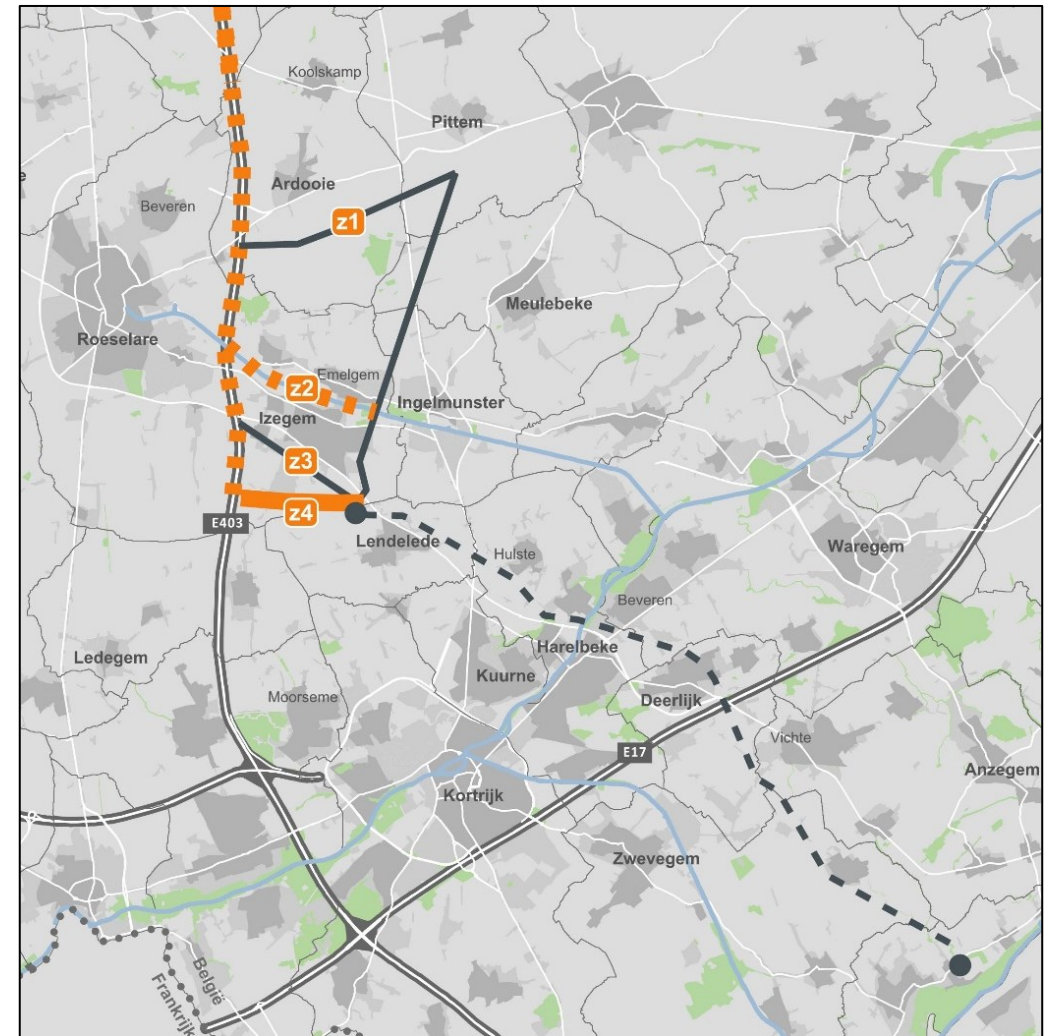 Koolskamp
Pittem
Ardooie
Beveren
z1
Meulebeke
Roeselare
Emelgem
z2
Ingelmunster
Izegem
z3
z4
E403
Lendelede
Hulste
Waregem
Beveren
Harelbeke
Ledegem
Kuurne
Moorseme
Deerlijk
Vichte
E17
Anzegem
Kortrijk
Zwevegem
België
Frankrijk